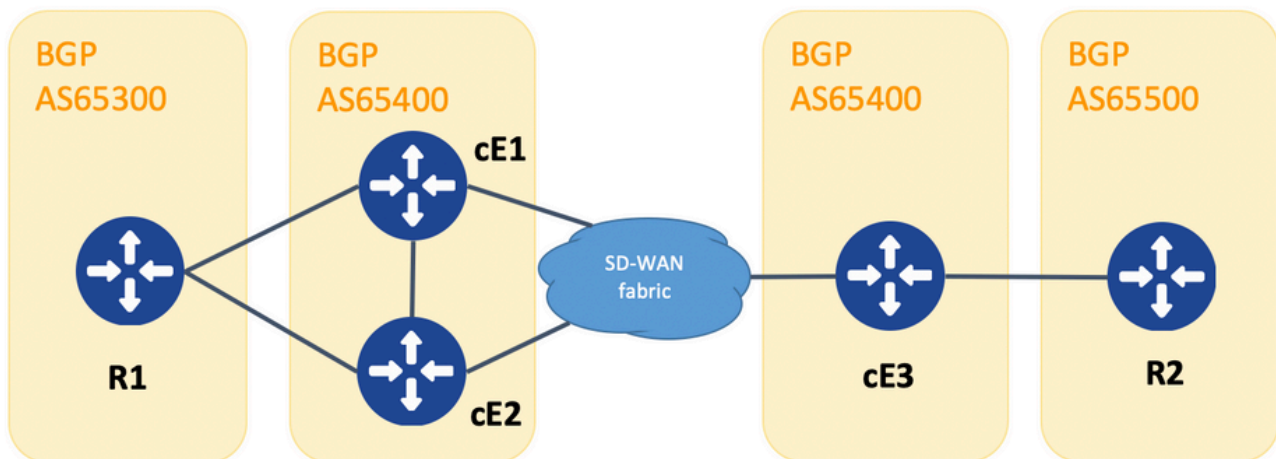 BGP
AS65300
BGP
AS65400
BGP
AS65400
BGP
AS65500
cE1
SD-WAN
fabric
R1
cE2
cE3
R2